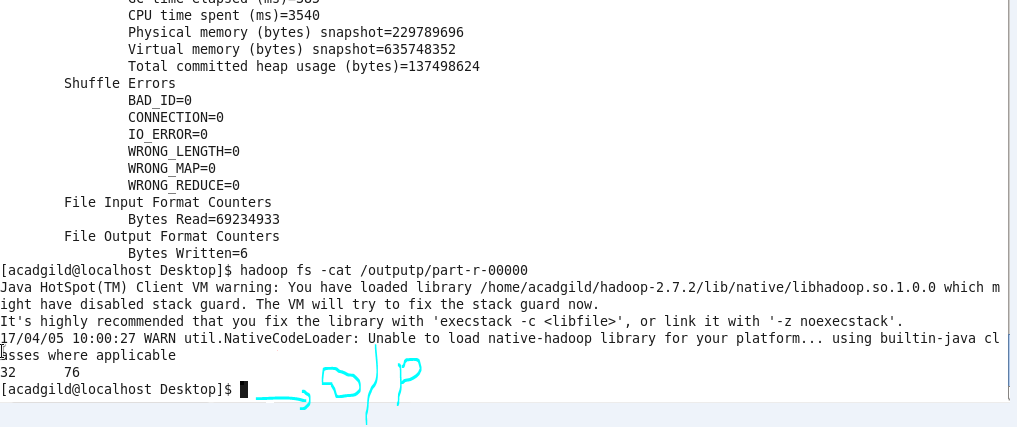 CPU time spent (ms)=3540
Physical memory (bytes) snapshot=229789696
Virtual memory (bytes) snapshot=635748352
Total committed heap usage (bytes)=137498624
Shuffle Errors
BAD_ID=0
CONNECTION=0
IO_ERROR=0
WRONG_LENGTH=0
WRONG_MAP=0
WRONG_REDUCE=0
File Input Format Counters
Bytes Read=69234933
File Output Format Counters
Bytes Written=6
[acadgild@localhost Desktop]$ hadoop fs -cat /outputp/part-r-00000
Java HotSpot(TM) Client VM warning: You have loaded library /home/acadgild/hadoop-2.7.2/lib/native/libhadoop.so.1.0.0 which m
ight have disabled stack guard. The VM will try to fix the stack guard now.
It's highly recommended that you fix the library with 'execstack -c <libfile>', or link it with '-z noexecstack'.
17/04/05 10:00:27 WARN util.NativeCodeLoader: Unable to load native-hadoop library for your platform... using builtin-java cl
asses where applicable
32 76
[acadgild@localhost Desktop]$
D/P